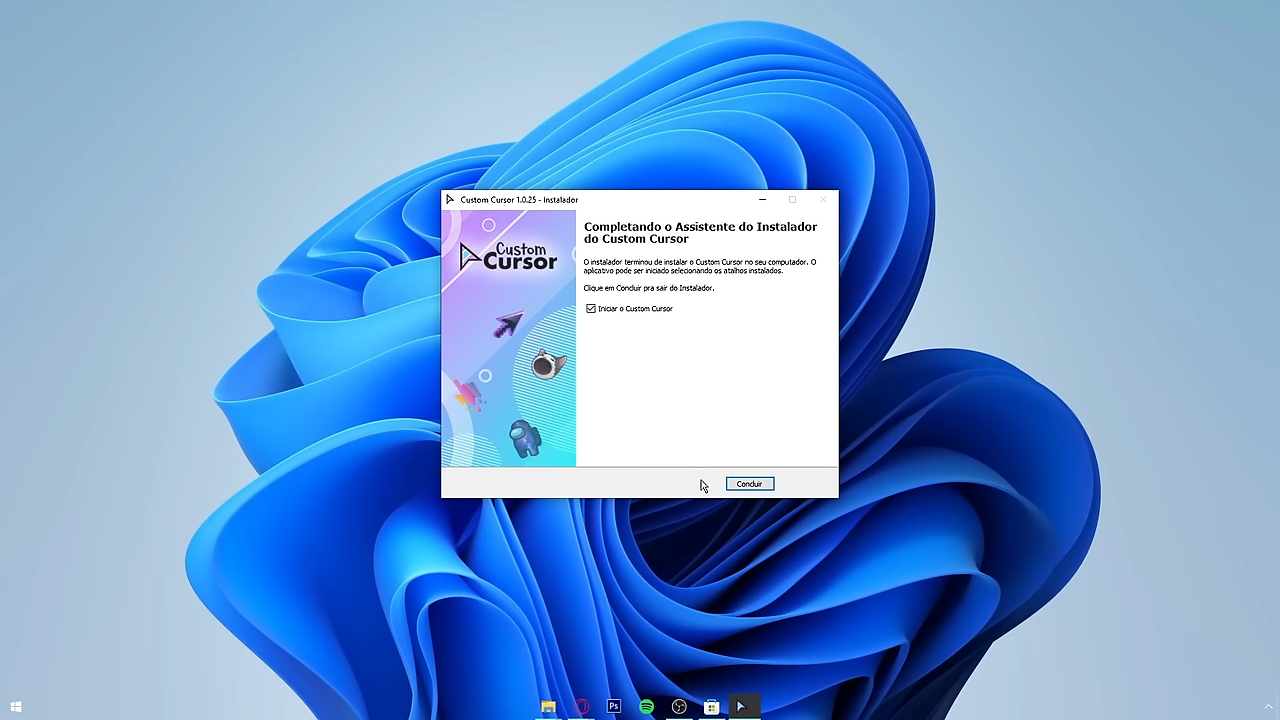 Custom Cursor 1.0.25 - Instalador
Custom
Cursor
Completando o Assistente do Instalador
do Custom Cursor
O instalador terminou de instalar o Custom Cursor no seu computador. O
aplicativo pode ser iniciado selecionando os atalhos instalados.
Clique em Concluir pra sair do Instalador.
Iniciar o Custom Cursor
Concluir
Ps